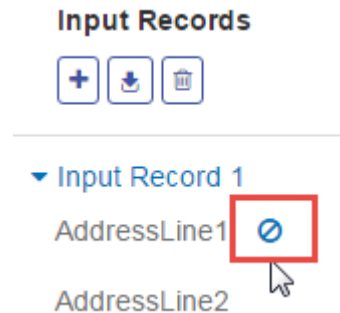 Input Records
Input Record 1
AddressLine1
AddressLine2